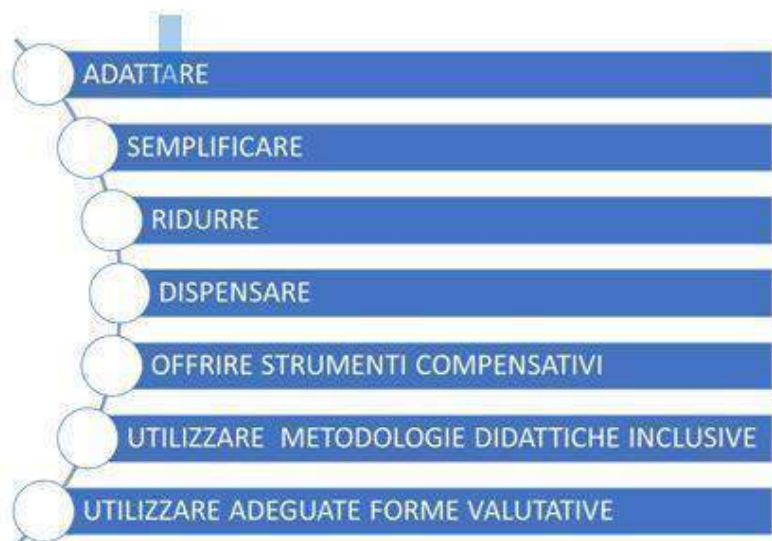 ADATTARE
SEMPLIFICARE
RIDURRE
DISPENSARE
OFFRIRE STRUMENTI COMPENSATIVI
UTILIZZARE METODOLOGIE DIDATTICHE INCLUSIVE
UTILIZZARE ADEGUATE FORME VALUTATIVE